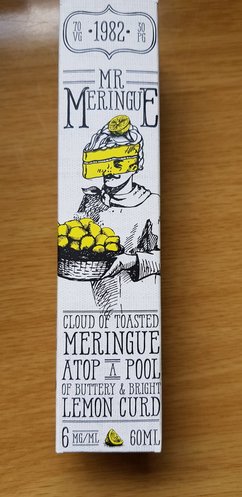 70 VG ·1982· 30 PG
MR
MERINGUE
CLOUD OF TOASTED
MERINGUE
ATOP A POOL
OF BUTTERY & BRIGHT
LEMON CURD
6 MG/ML 60ML